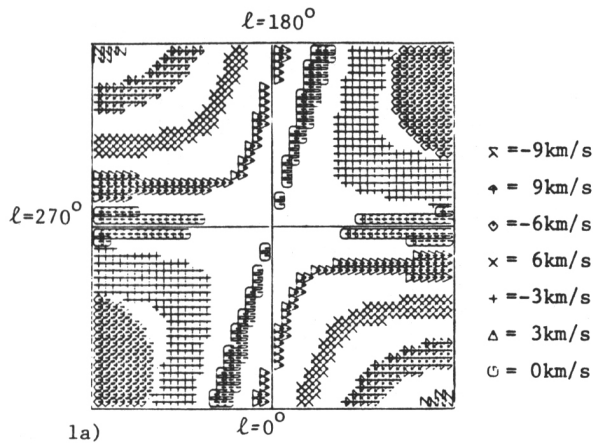 ℓ=180°
ℓ=270°
⊼ =-9km/s
♠ = 9km/s
◇ =-6km/s
× = 6km/s
+ =-3km/s
△ = 3km/s
℧ = 0km/s
1a)
ℓ=0°